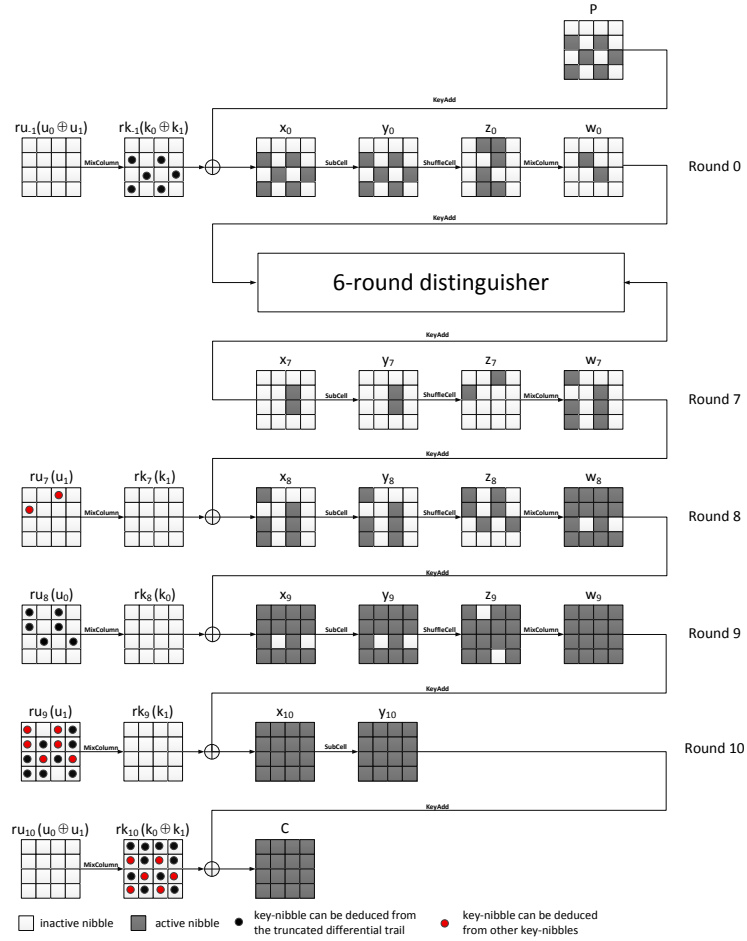 P
KeyAdd
ru₋₁(u₀ ⊕ u₁) rk₋₁(k₀ ⊕ k₁) x₀ y₀ z₀ w₀
MixColumn SubCell ShuffleCell MixColumn Round 0
KeyAdd
6-round distinguisher
KeyAdd
x₇ y₇ z₇ w₇
SubCell ShuffleCell MixColumn Round 7
KeyAdd
ru₇(u₁) rk₇(k₁) x₈ y₈ z₈ w₈
MixColumn SubCell ShuffleCell MixColumn Round 8
KeyAdd
ru₈(u₀) rk₈(k₀) x₉ y₉ z₉ w₉
MixColumn SubCell ShuffleCell MixColumn Round 9
KeyAdd
ru₉(u₁) rk₉(k₁) x₁₀ y₁₀
MixColumn SubCell Round 10
KeyAdd
ru₁₀(u₀ ⊕ u₁) rk₁₀(k₀ ⊕ k₁) C
MixColumn
inactive nibble active nibble key-nibble can be deduced from key-nibble can be deduced
the truncated differential trail from other key-nibbles